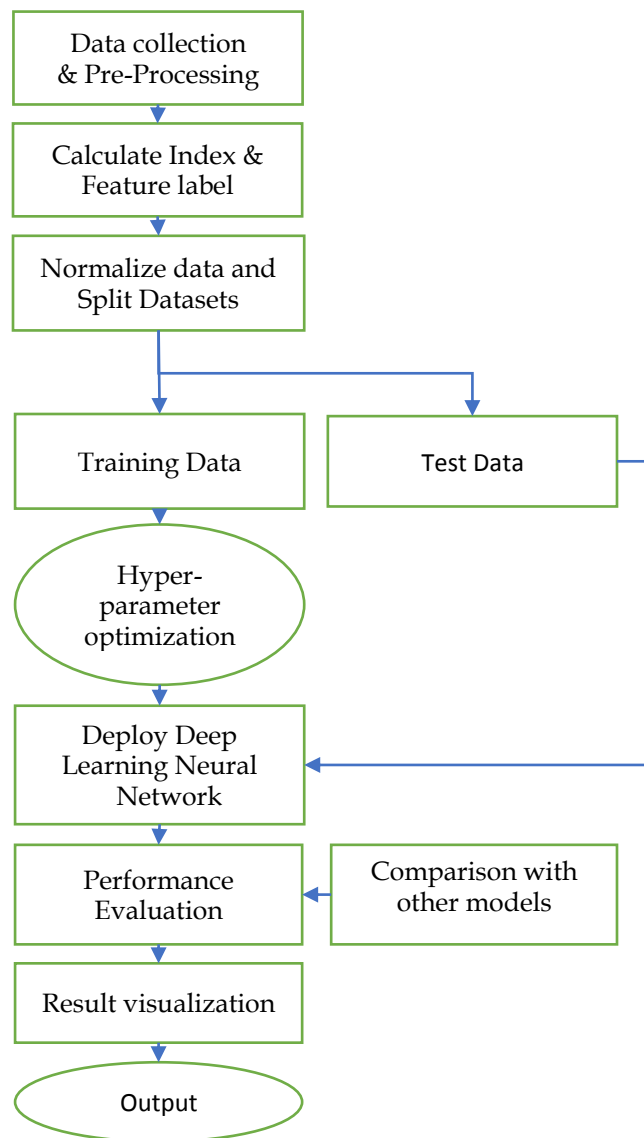 Data collection
& Pre-Processing
Calculate Index &
Feature label
Normalize data and
Split Datasets
Training Data
Test Data
Hyper-
parameter
optimization
Deploy Deep
Learning Neural
Network
Performance
Evaluation
Comparison with
other models
Result visualization
Output